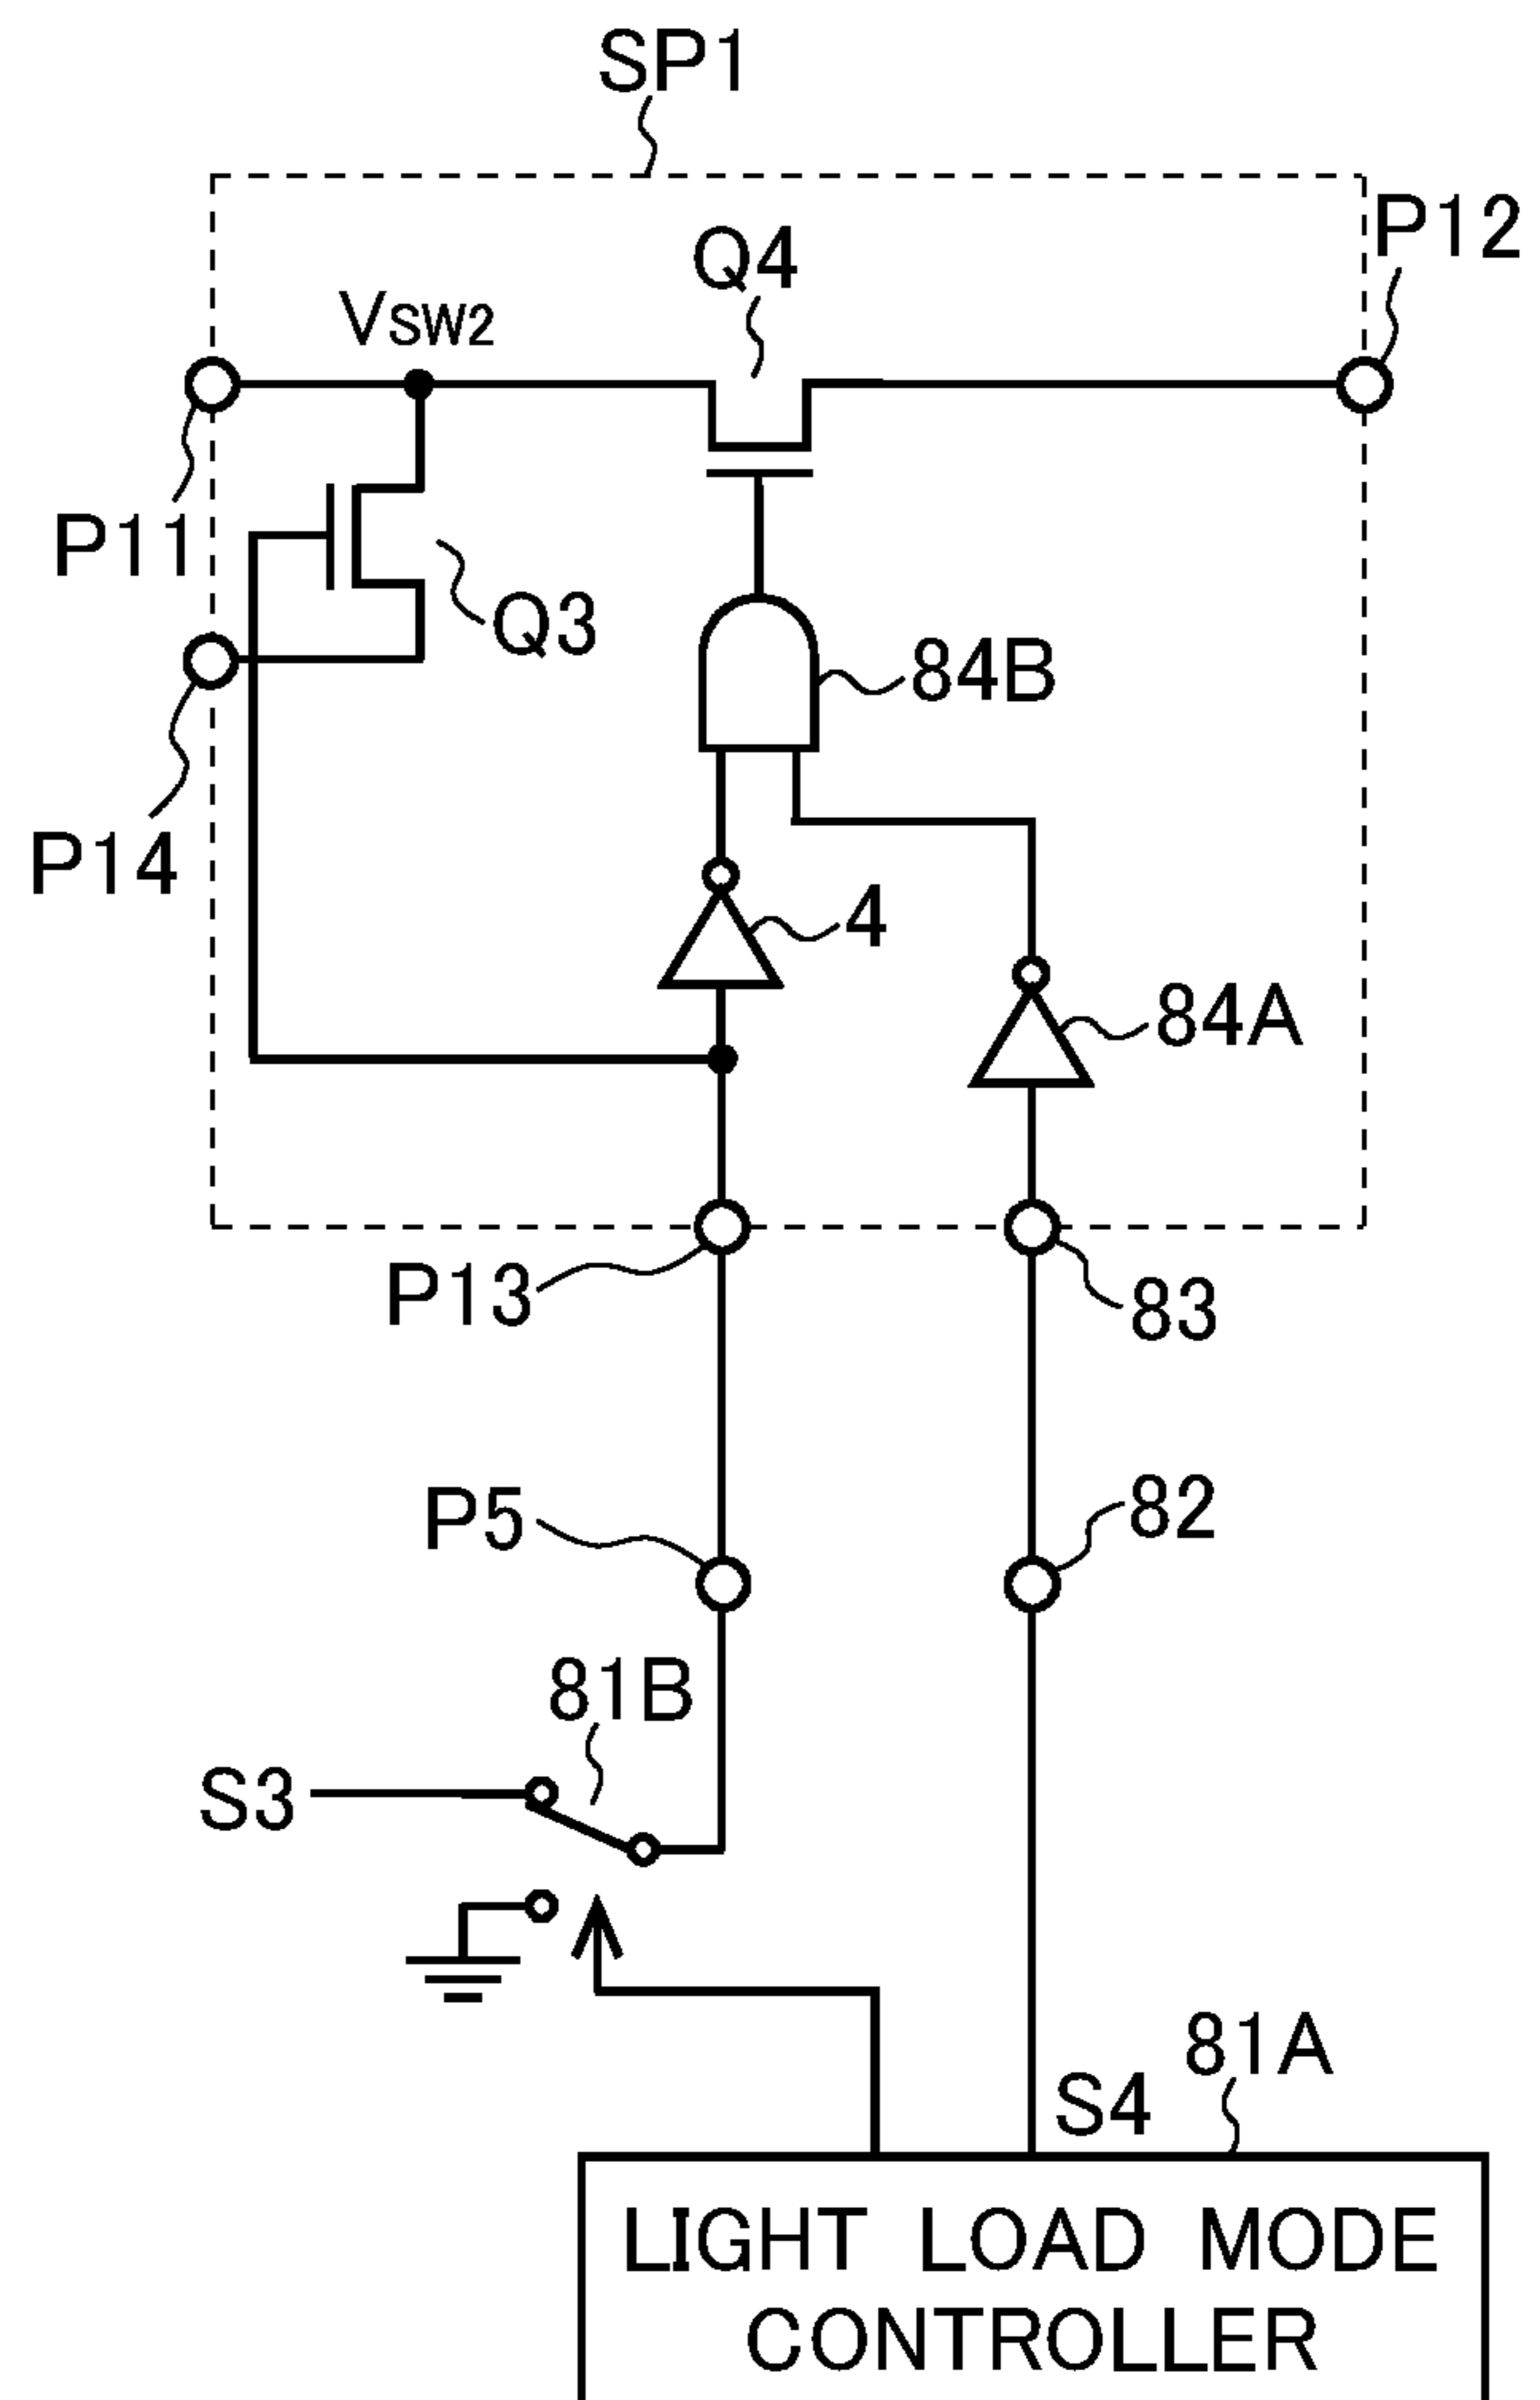 SP1
P12
Q4
VSW2
P11
Q3
84B
P14
4
84A
P13
83
P5
82
81B
S3
81A
S4
LIGHT LOAD MODE
CONTROLLER